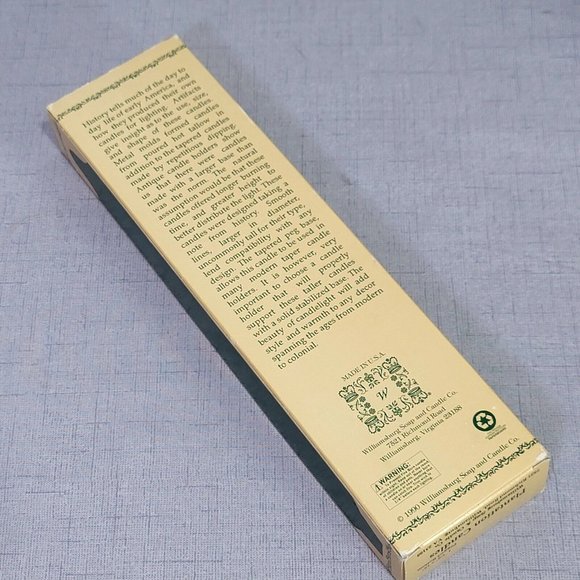 History tells much of the day to
day life of early America, and
how they produced their own
candles for lighting. Artifacts
give insight as to the use, size,
and shape of these candles.
Metal molds formed candles
from poured hot tallow in
addition to the tapered candles
made by repetitious dipping.
Antique candle holders show
us that there were candles
made with a larger base than
was the norm. The natural
assumption would be that these
candles offered longer burning
time and greater height to
better distribute the light. These
candles were designed taking a
note from history. Smooth
lines, larger in diameter,
uncommonly tall for their type,
and compatibility with any
design. The tapered peg base,
allows this candle to be used in
many modern taper candle
holders. It is however, very
important to choose a candle
holder that will properly
support these taller candles
with a solid stabilized base. The
beauty of candlelight will add
style and warmth to any decor
spanning the ages from modern
to colonial.
MADE IN U.S.A.
W
Williamsburg Soap and Candle Co.
7521 Richmond Road
Williamsburg, Virginia 23188
WARNING:
© 1990 Williamsburg Soap and Candle Co.
Plantation
Candles